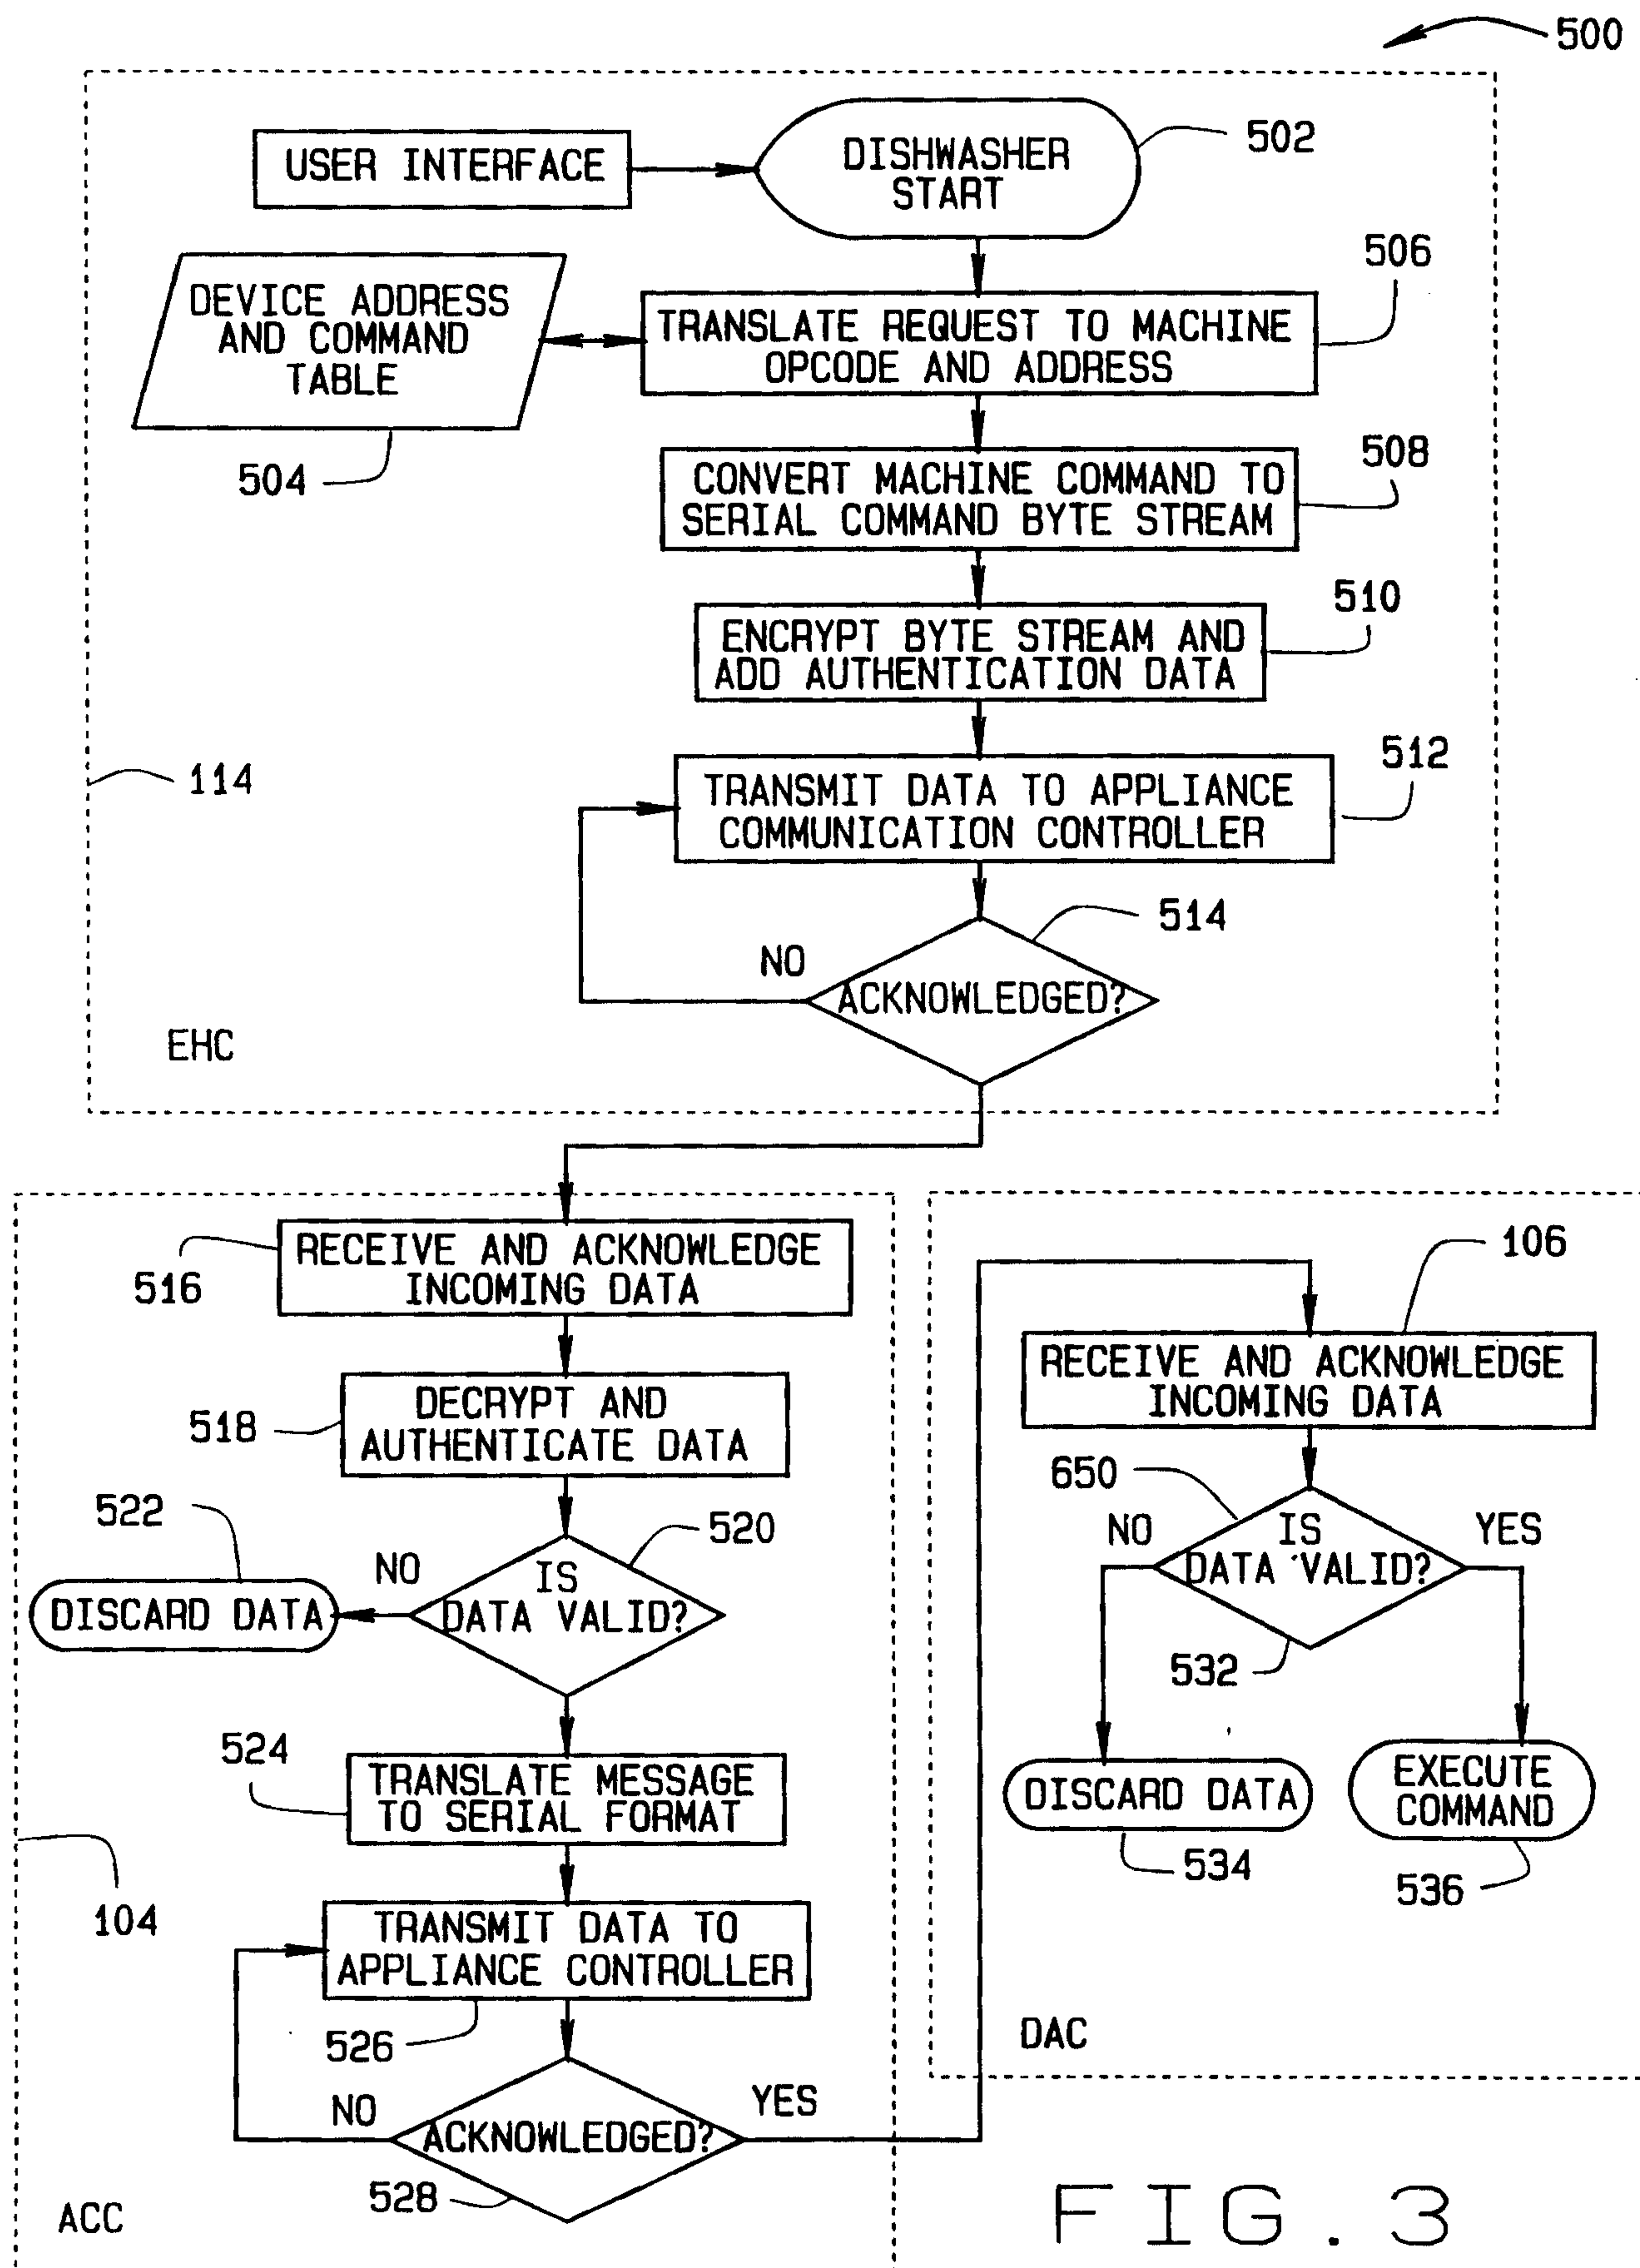 500
USER INTERFACE
DISHWASHER
START
502
506
DEVICE ADDRESS
AND COMMAND
TABLE
TRANSLATE REQUEST TO MACHINE
OPCODE AND ADDRESS
504
508
CONVERT MACHINE COMMAND TO
SERIAL COMMAND BYTE STREAM
510
ENCRYPT BYTE STREAM AND
ADD AUTHENTICATION DATA
512
114
TRANSMIT DATA TO APPLIANCE
COMMUNICATION CONTROLLER
514
NO
ACKNOWLEDGED?
EHC
516
RECEIVE AND ACKNOWLEDGE
INCOMING DATA
518
DECRYPT AND
AUTHENTICATE DATA
522
520
NO
DISCARD DATA
IS
DATA VALID?
524
TRANSLATE MESSAGE
TO SERIAL FORMAT
104
TRANSMIT DATA TO
APPLIANCE CONTROLLER
526
NO
YES
ACKNOWLEDGED?
528
ACC
106
RECEIVE AND ACKNOWLEDGE
INCOMING DATA
650
NO
YES
IS
DATA VALID?
532
DISCARD DATA
EXECUTE
COMMAND
534
536
DAC
FIG. 3